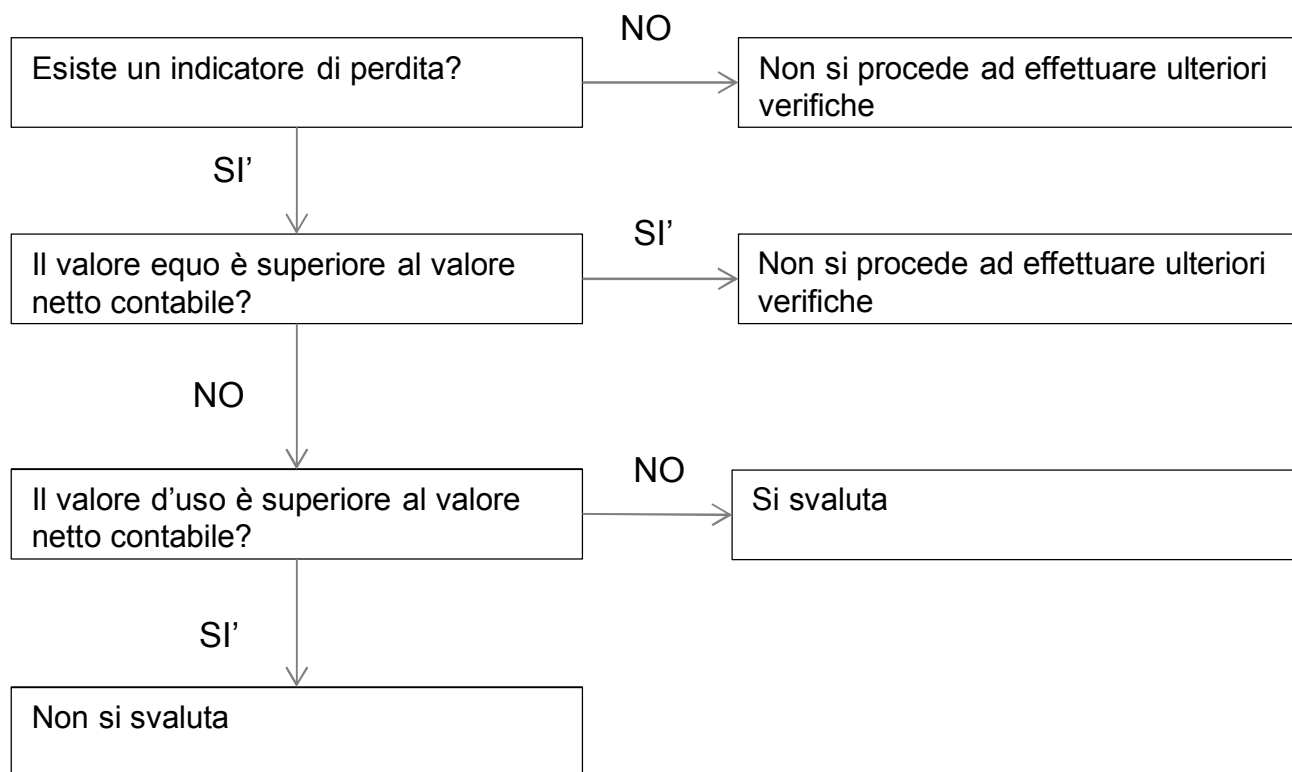 NO
Esiste un indicatore di perdita?
Non si procede ad effettuare ulteriori
verifiche
SI’
SI’
Il valore equo è superiore al valore
netto contabile?
Non si procede ad effettuare ulteriori
verifiche
NO
NO
Il valore d’uso è superiore al valore
netto contabile?
Si svaluta
SI’
Non si svaluta